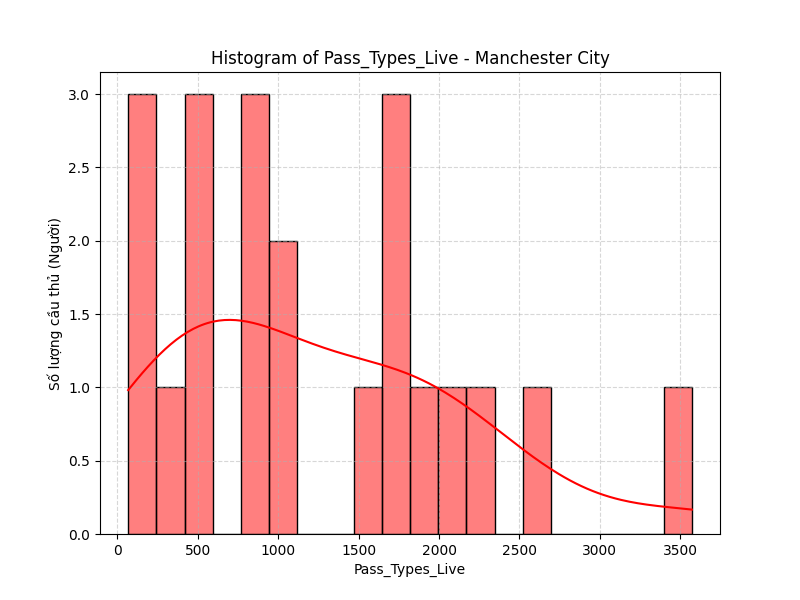 Histogram of Pass_Types_Live - Manchester City
Số lượng cầu thủ (Người)
3.0
2.5
2.0
1.5
1.0
0.5
0.0
0 500 1000 1500 2000 2500 3000 3500
Pass_Types_Live